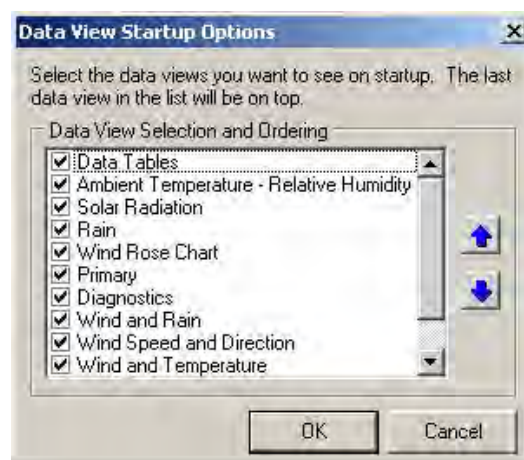 Data View Startup Options
Select the data views you want to see on startup. The last
data view in the list will be on top.
Data View Selection and Ordering
Data Tables
Ambient Temperature - Relative Humidity
Solar Radiation
Rain
Wind Rose Chart
Primary
Diagnostics
Wind and Rain
Wind Speed and Direction
Wind and Temperature
OK Cancel